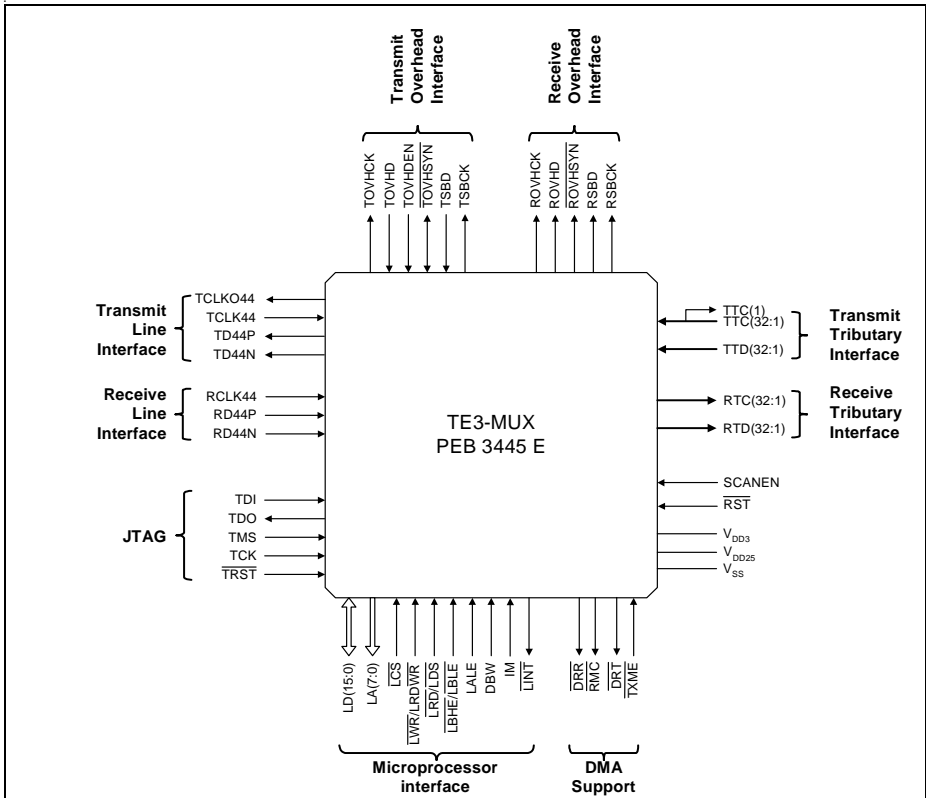 Transmit
Overhead
Interface
Receive
Overhead
Interface
TOVHCK
TOVHD
TOVHDEN
TOVHSYN
TSBD
TSBCK
ROVHCK
ROVHD
ROVHSYN
RSBD
RSBCK
Transmit
Line
Interface
TCLKO44
TCLK44
TD44P
TD44N
Receive
Line
Interface
RCLK44
RD44P
RD44N
JTAG
TDI
TDO
TMS
TCK
TRST
TE3-MUX
PEB 3445 E
TTC(1)
TTC(32:1)
TTD(32:1)
Transmit
Tributary
Interface
RTC(32:1)
RTD(32:1)
Receive
Tributary
Interface
SCANEN
RST
VDD3
VDD25
VSS
LD(15:0)
LA(7:0)
LCS
LWR/LRDWR
LRD/LDS
LBHE/LBLE
LALE
DBW
IM
LINT
DRR
RMC
DRT
TXME
Microprocessor
interface
DMA
Support